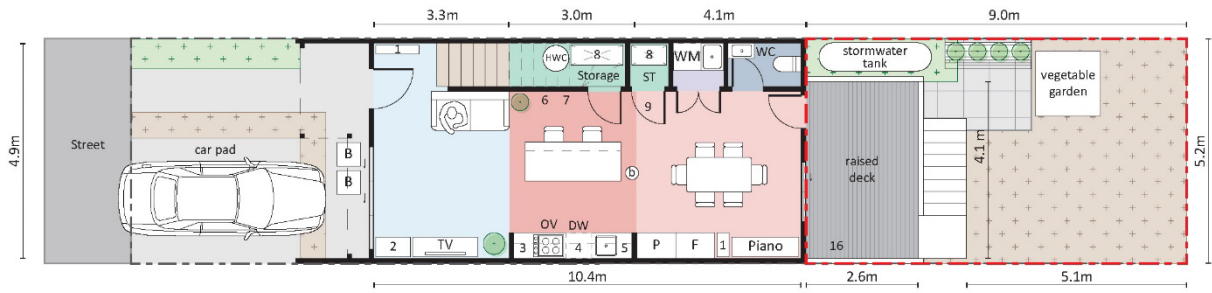 3.3m
3.0m
4.1m
9.0m
1
HWC
8
8
WM
WC
stormwater
tank
Storage
ST
vegetable
garden
6 7
9
4.9m
Street
car pad
B
B
b
raised
deck
4.1 m
5.2m
OV DW
2
TV
3
4
5
P
F
1
Piano
16
10.4m
2.6m
5.1m